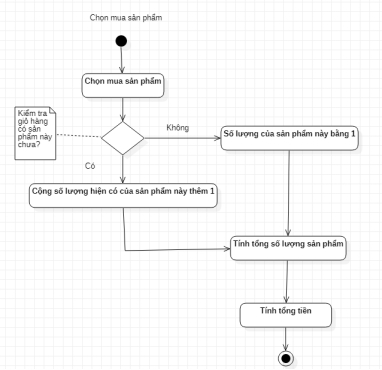 Chọn mua sản phẩm
Chọn mua sản phẩm
Kiểm tra
giỏ hàng
có sản
phẩm này
chưa?
Không
Số lượng của sản phẩm này bằng 1
Có
Cộng số lượng hiện có của sản phẩm này thêm 1
Tính tổng số lượng sản phẩm
Tính tổng tiền